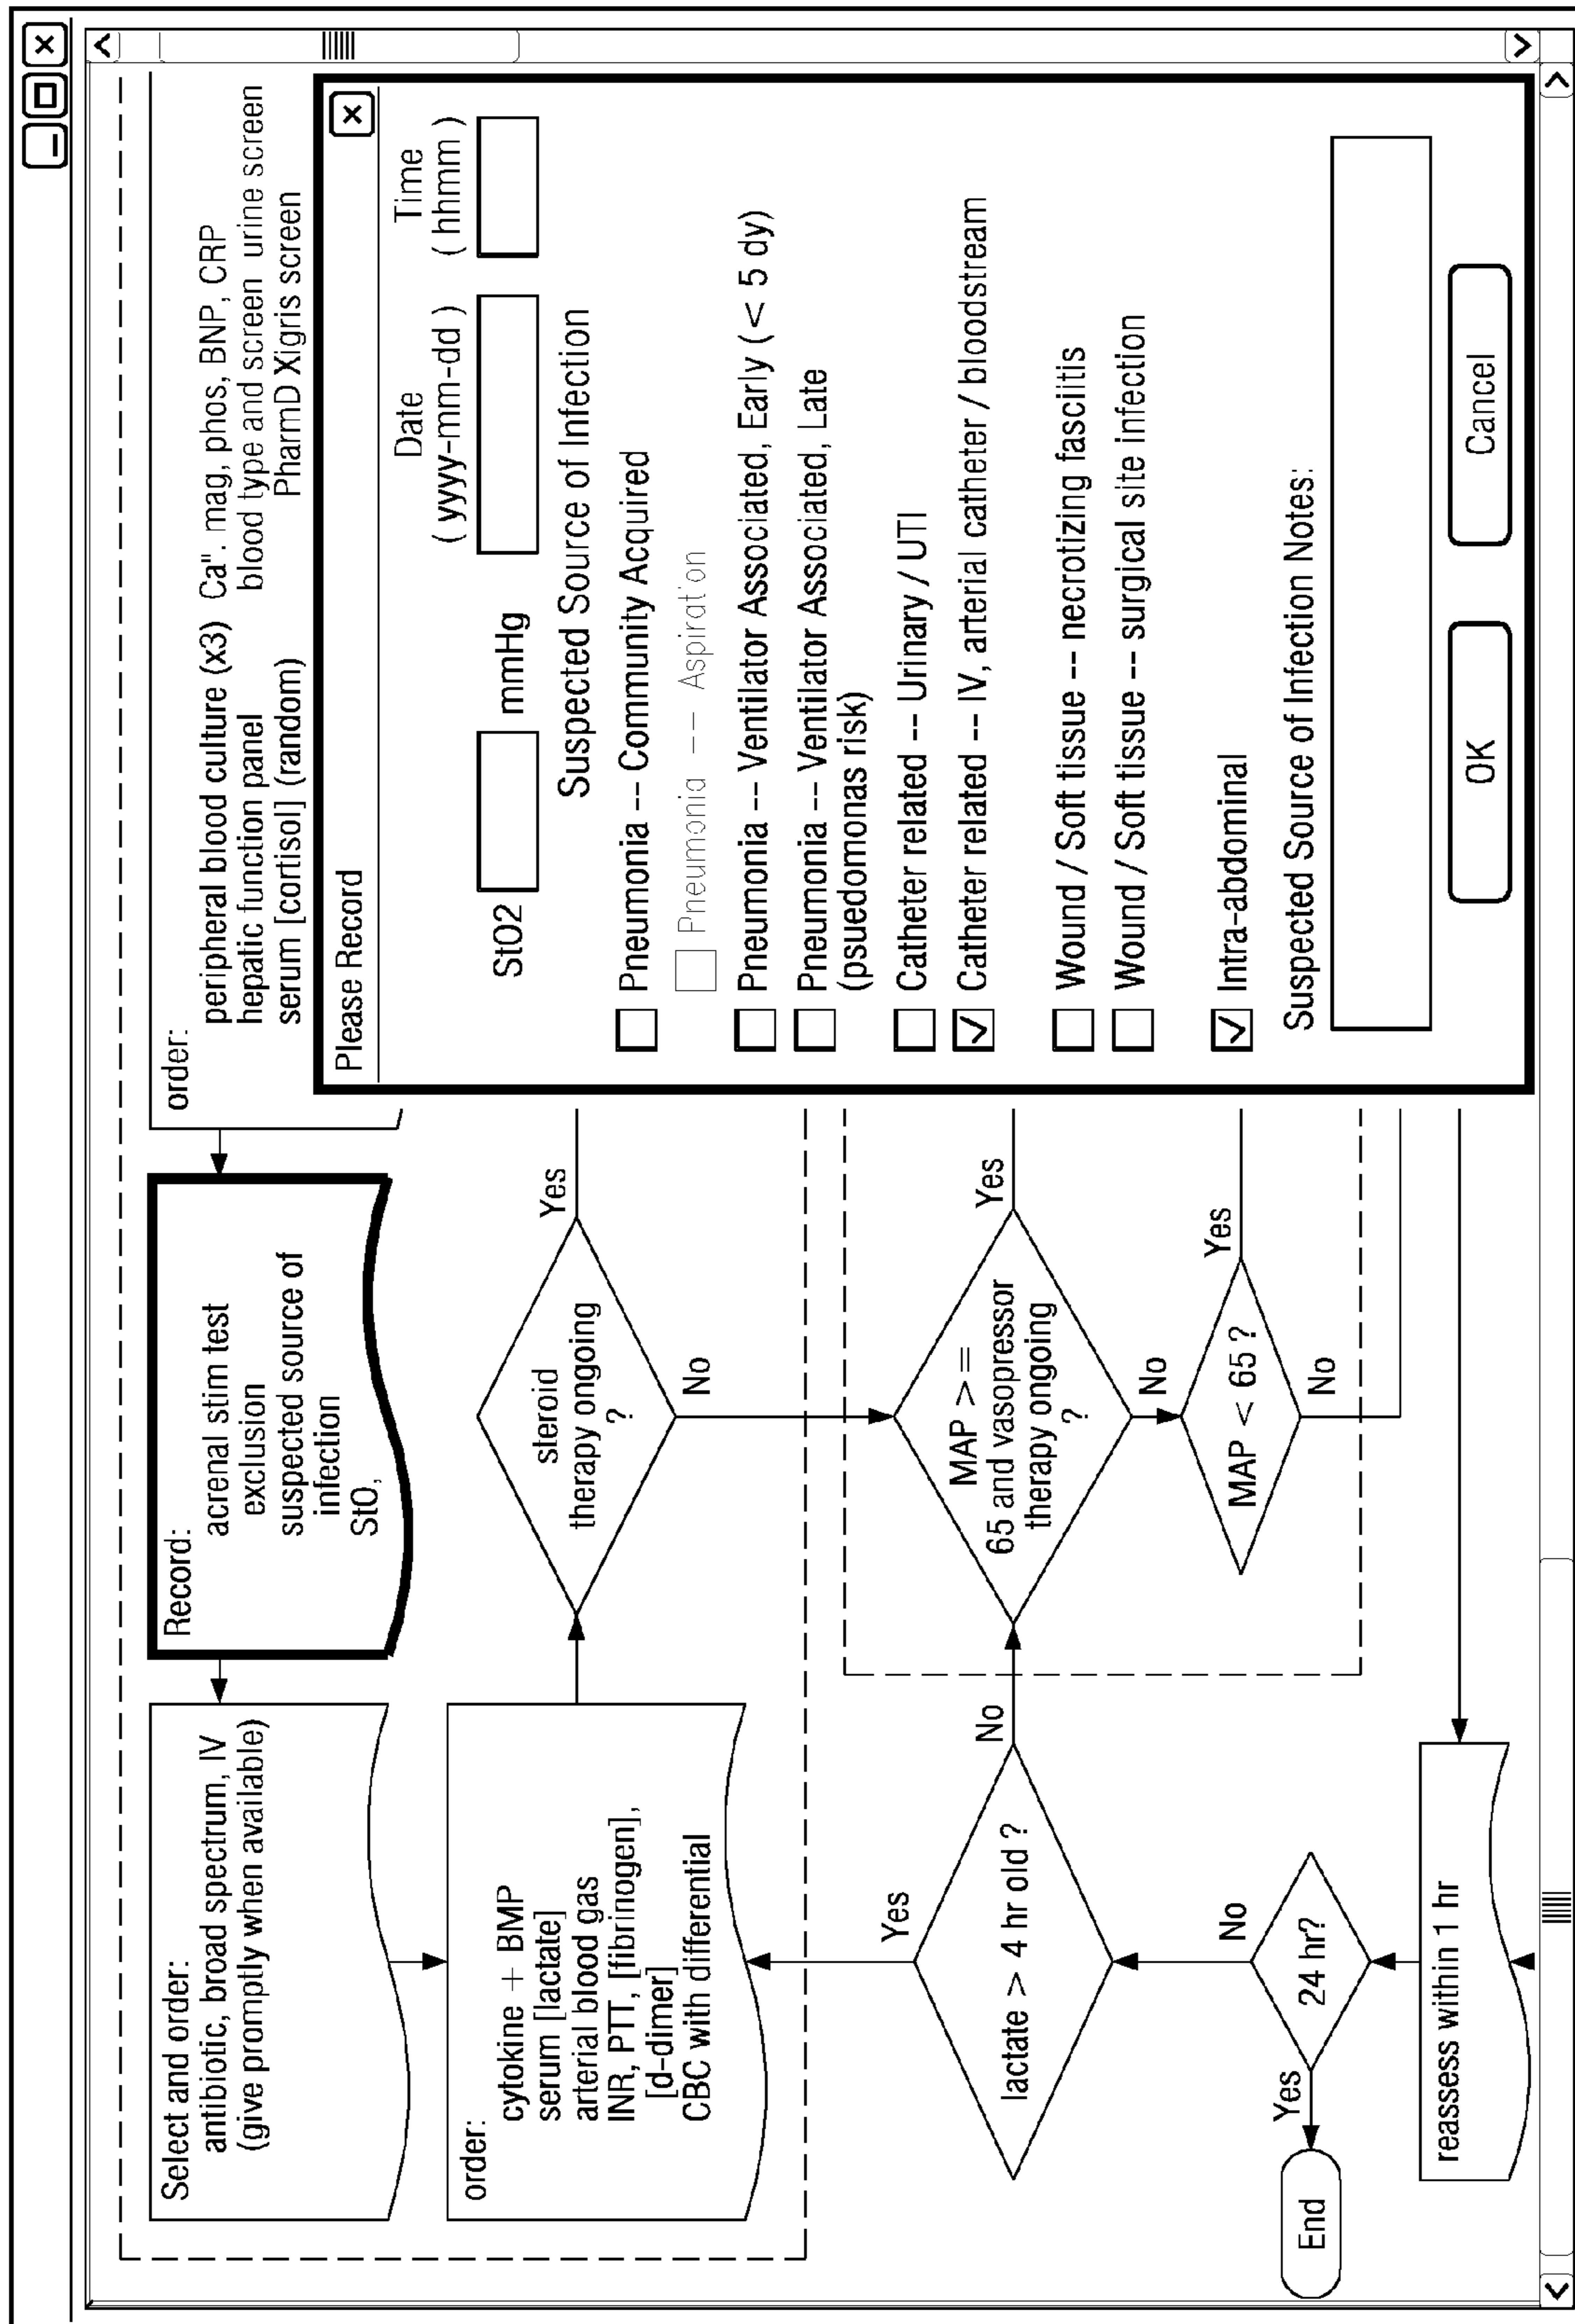 Select and order:
antibiotic, broad spectrum, IV
(give promptly when available)
Record:
acrenal stim test
exclusion
suspected source of
infection
StO,
order:
peripheral blood culture (x3) Ca". mag, phos, BNP, CRP
hepatic function panel blood type and screen urine screen
serum [cortisol] (random) PharmD Xigris screen
order:
cytokine + BMP
serum [lactate]
arterial blood gas
INR, PTT, [fibrinogen],
[d-dimer]
CBC with differential
steroid
therapy ongoing
?
Yes
No
lactate > 4 hr old ?
Yes
No
MAP > =
65 and vasopressor
therapy ongoing
?
Yes
No
MAP < 65 ?
Yes
No
24 hr?
Yes
No
End
reassess within 1 hr
Please Record
Date
( yyyy-mm-dd )
Time
( hhmm )
StO2
mmHg
Suspected Source of Infection
Pneumonia -- Community Acquired
Pneumonia -- Aspiration
Pneumonia -- Ventilator Associated, Early ( < 5 dy)
Pneumonia -- Ventilator Associated, Late
(psuedomonas risk)
Catheter related -- Urinary / UTI
Catheter related -- IV, arterial catheter / bloodstream
Wound / Soft tissue -- necrotizing fasciitis
Wound / Soft tissue -- surgical site infection
Intra-abdominal
Suspected Source of Infection Notes:
OK
Cancel